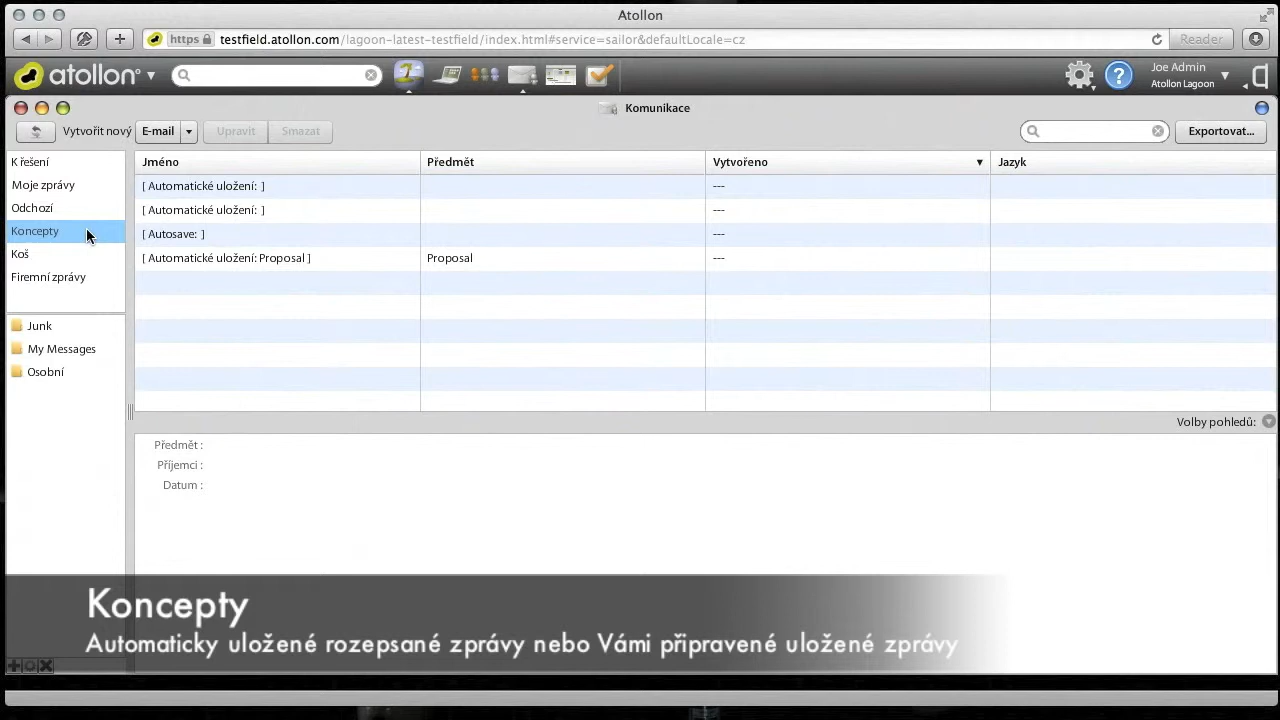 Atollon
https testfield.atollon.com/lagoon-latest-testfield/index.html#service=sailor&defaultLocale=cz
Reader
atollon
Joe Admin
Atollon Lagoon
Komunikace
Vytvořit nový E-mail Upravit Smazat Exportovat...
K řešení
Moje zprávy
Odchozí
Koncepty
Koš
Firemní zprávy
Junk
My Messages
Osobní
Jméno Předmět Vytvořeno Jazyk
[ Automatické uložení: ] ---
[ Automatické uložení: ] ---
[ Autosave: ] ---
[ Automatické uložení: Proposal ] Proposal ---
Volby pohledů:
Předmět :
Příjemci :
Datum :
Koncepty
Automaticky uložené rozepsané zprávy nebo Vámi připravené uložené zprávy